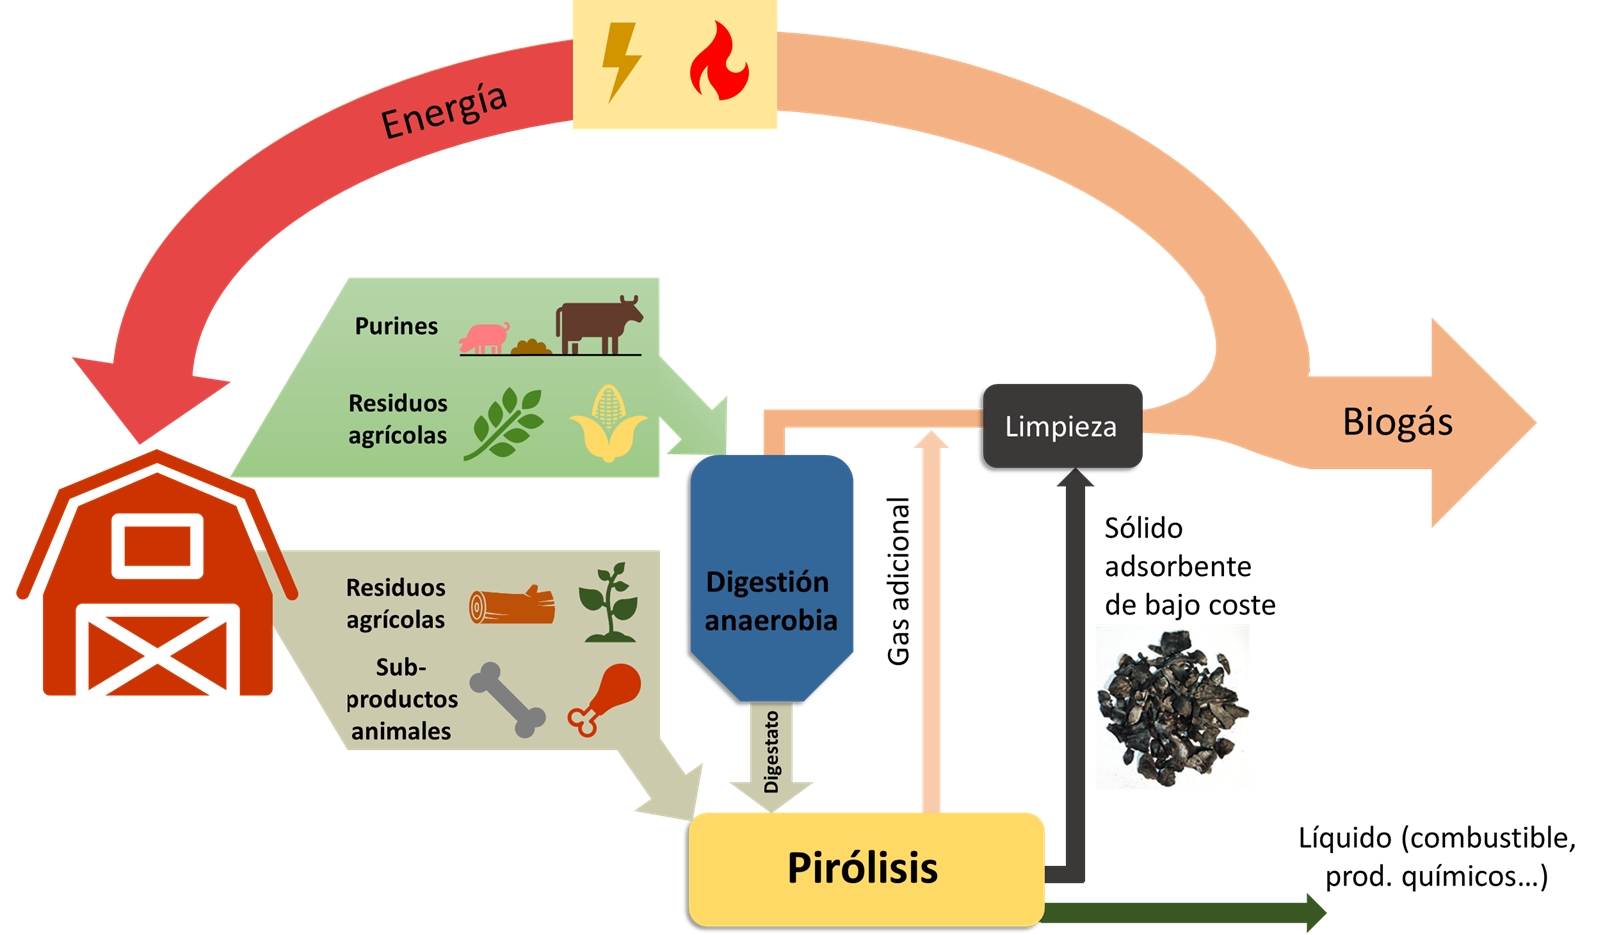 Energía
Purines
Residuos
agrícolas
Limpieza
Biogás
Gas adicional
Sólido
adsorbente
de bajo coste
Digestión
anaerobia
Residuos
agrícolas
Sub-
productos
animales
Digestato
Pirólisis
Líquido (combustible,
prod. químicos...)